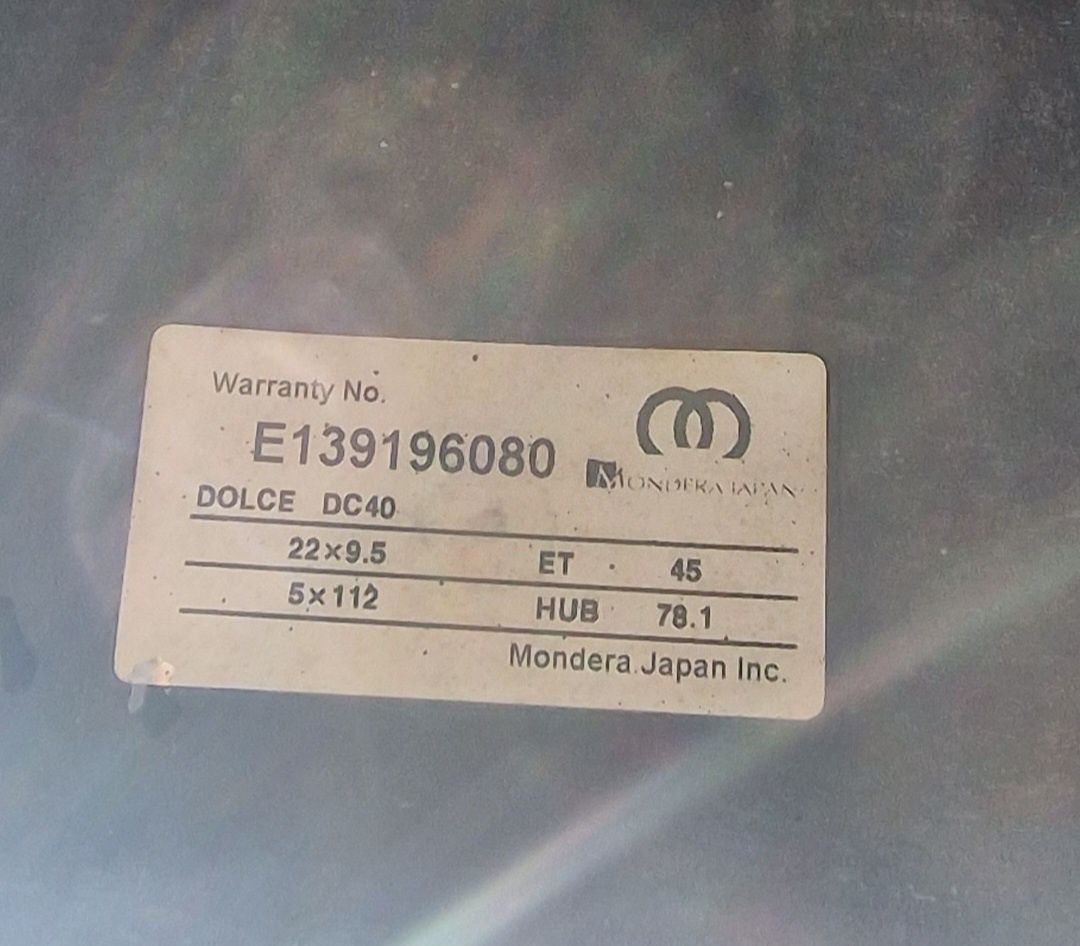 Warranty No.
E139196080
MONDERA JAPAN
DOLCE DC40
22×9.5 ET 45
5×112 HUB 78.1
Mondera Japan Inc.